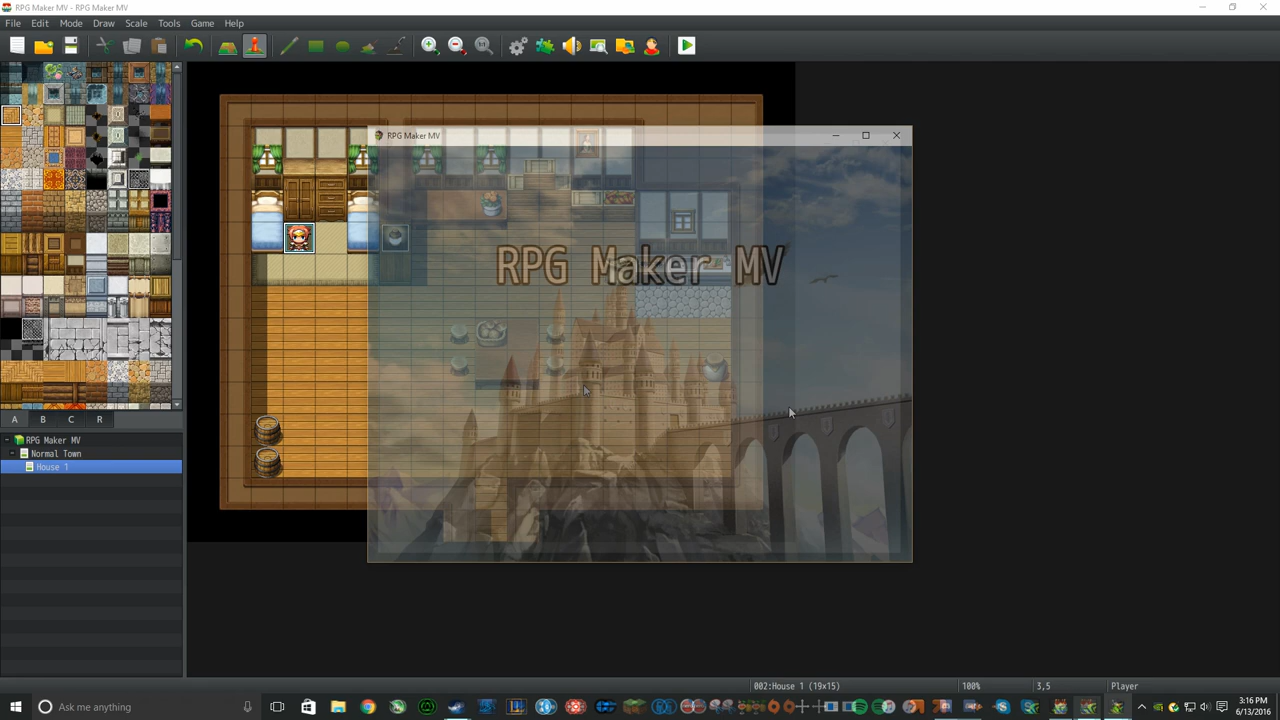 RPG Maker MV - RPG Maker MV
File Edit Mode Draw Scale Tools Game Help
RPG Maker MV
RPG Maker MV
A B C R
RPG Maker MV
Normal Town
House 1
002:House 1 (19x15) 100% 3,5 Player
Ask me anything
3:16 PM
6/13/2016